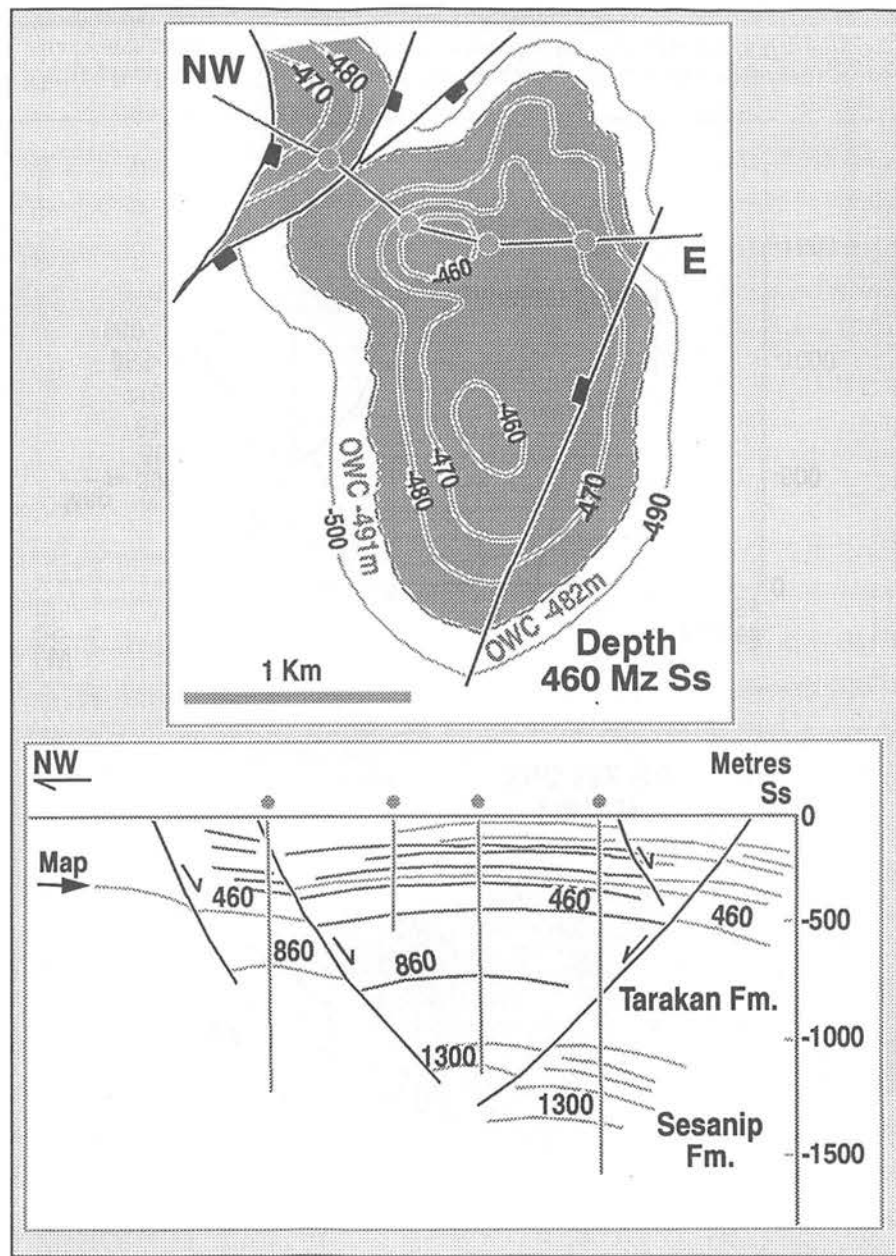 NW
-480
-470
-460
E
-460
-480
-470
-470
-490
OWC -491m
-500
OWC -482m
Depth
460 Mz Ss
1 Km
NW
Metres
Ss
0
Map
460
460
460
-500
860
860
Tarakan Fm.
-1000
1300
1300
Sesanip
Fm.
-1500